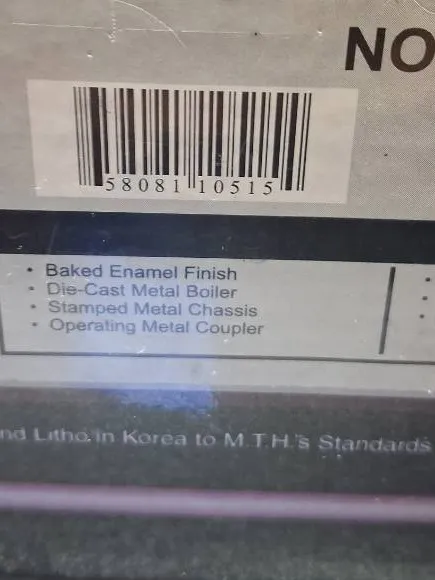 NO
58081 10515
• Baked Enamel Finish
• Die-Cast Metal Boiler
• Stamped Metal Chassis
• Operating Metal Coupler
nd Litho. in Korea to M.T.H.'s Standards